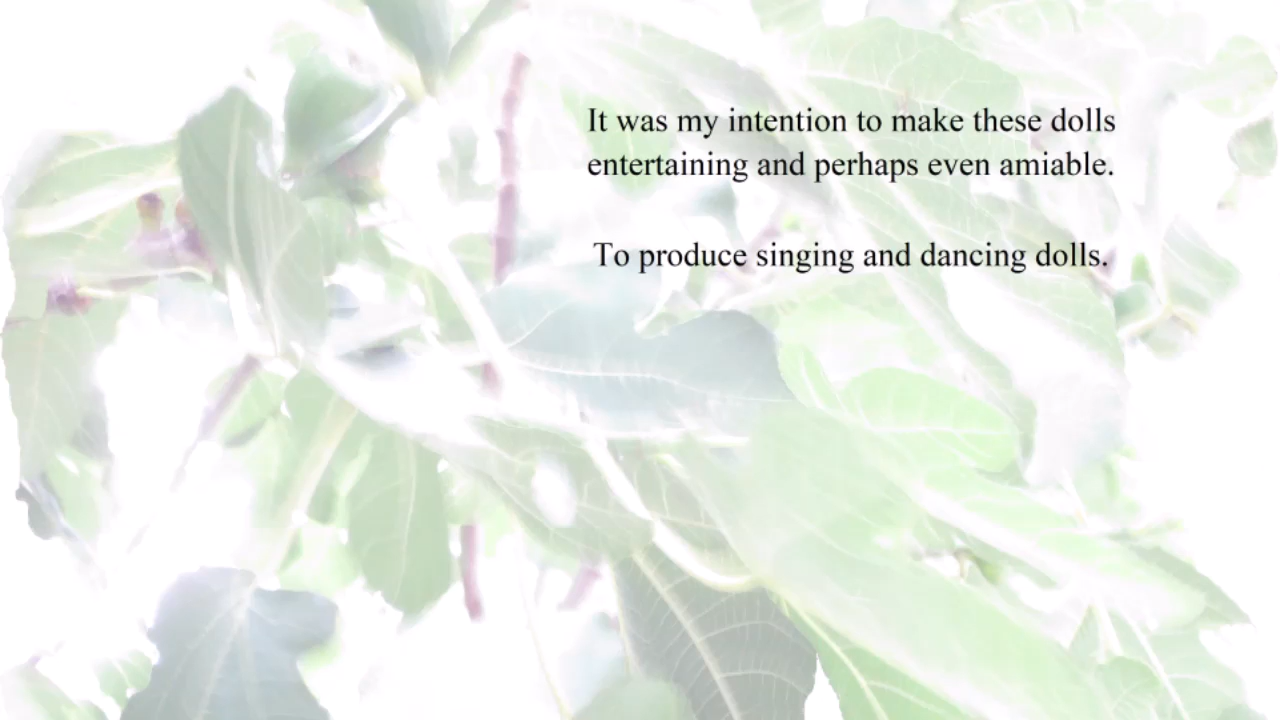 It was my intention to make these dolls
entertaining and perhaps even amiable.
To produce singing and dancing dolls.